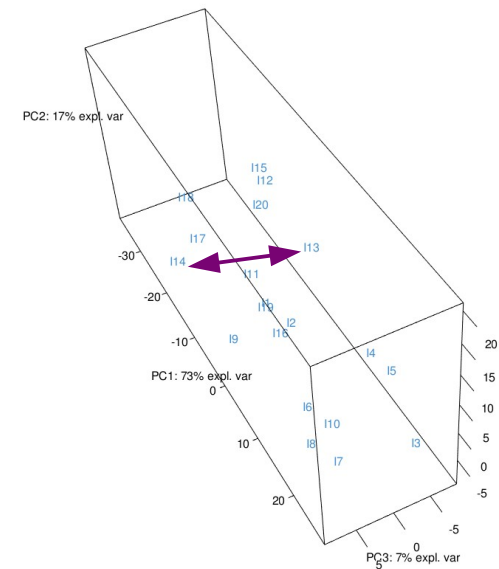 PC2: 17% expl. var
I15
I12
I18
I20
I17
I13
I14
-30
I11
-20
I19
I2
I16
-10
I9
20
I4
15
I5
PC1: 73% expl. var
0
10
I6
I10
5
10
I8
I3
0
I7
-5
20
-5
0
PC3: 7% expl. var
5